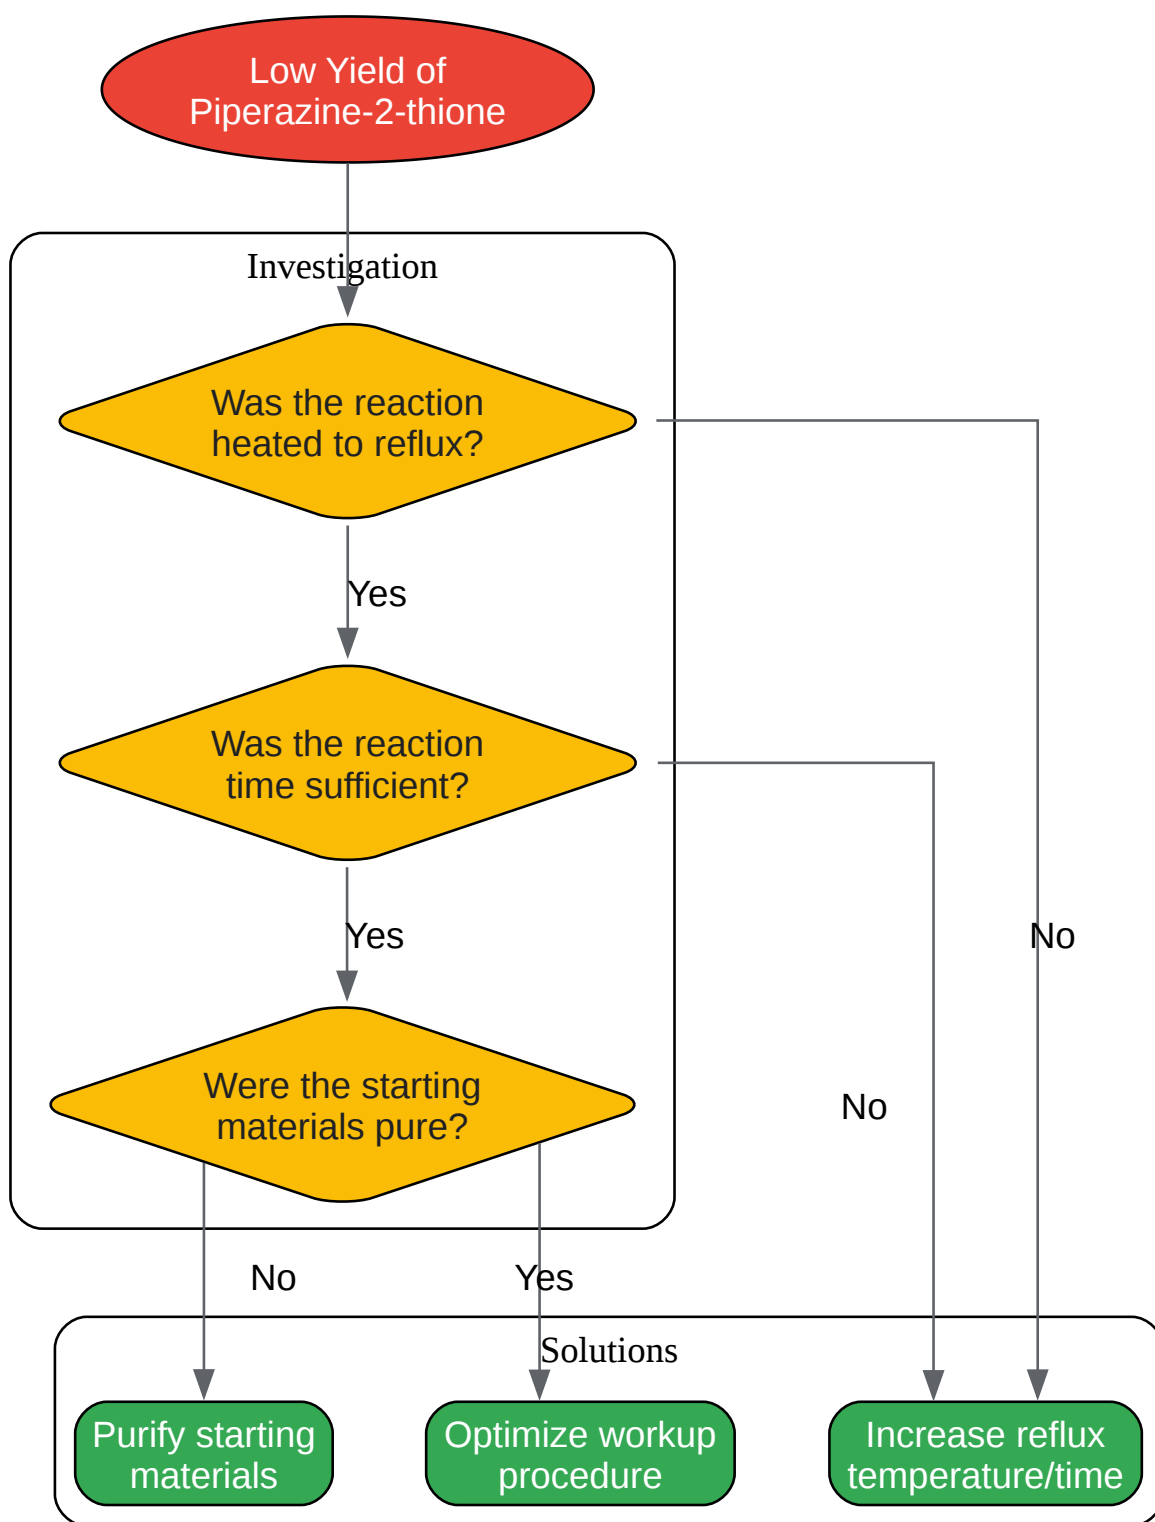 Low Yield of
Piperazine-2-thione
Investigation
Was the reaction
heated to reflux?
Yes
Was the reaction
time sufficient?
Yes
No
Were the starting
materials pure?
No
No
Yes
Solutions
Purify starting
materials
Optimize workup
procedure
Increase reflux
temperature/time